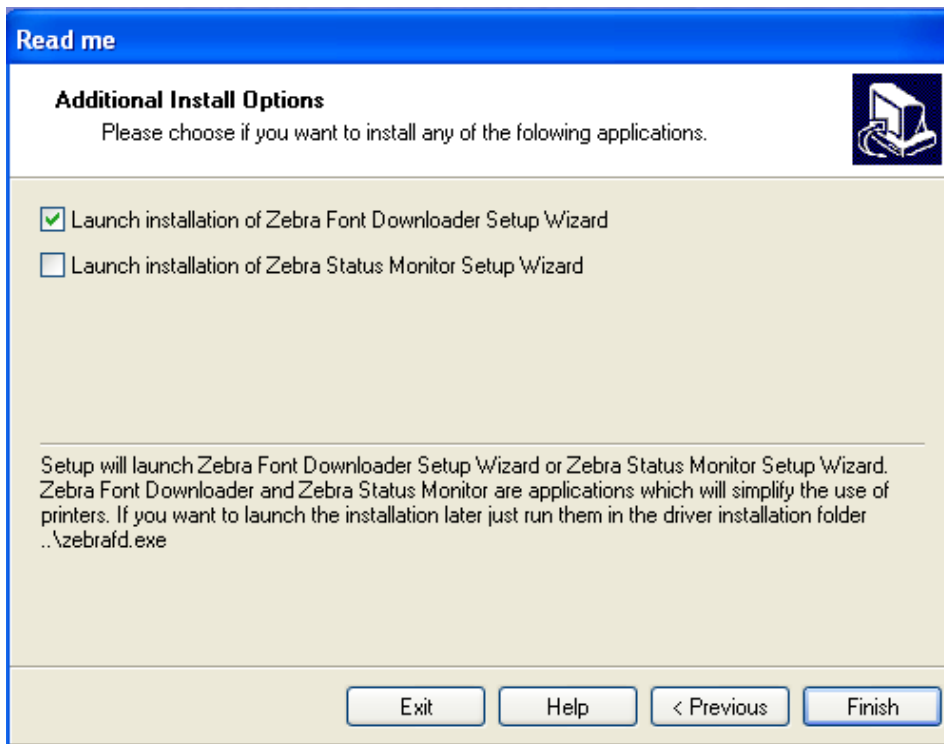 Read me
Additional Install Options
Please choose if you want to install any of the folowing applications.
Launch installation of Zebra Font Downloader Setup Wizard
Launch installation of Zebra Status Monitor Setup Wizard
Setup will launch Zebra Font Downloader Setup Wizard or Zebra Status Monitor Setup Wizard.
Zebra Font Downloader and Zebra Status Monitor are applications which will simplify the use of
printers. If you want to launch the installation later just run them in the driver installation folder
..\zebrafd.exe
Exit Help < Previous Finish